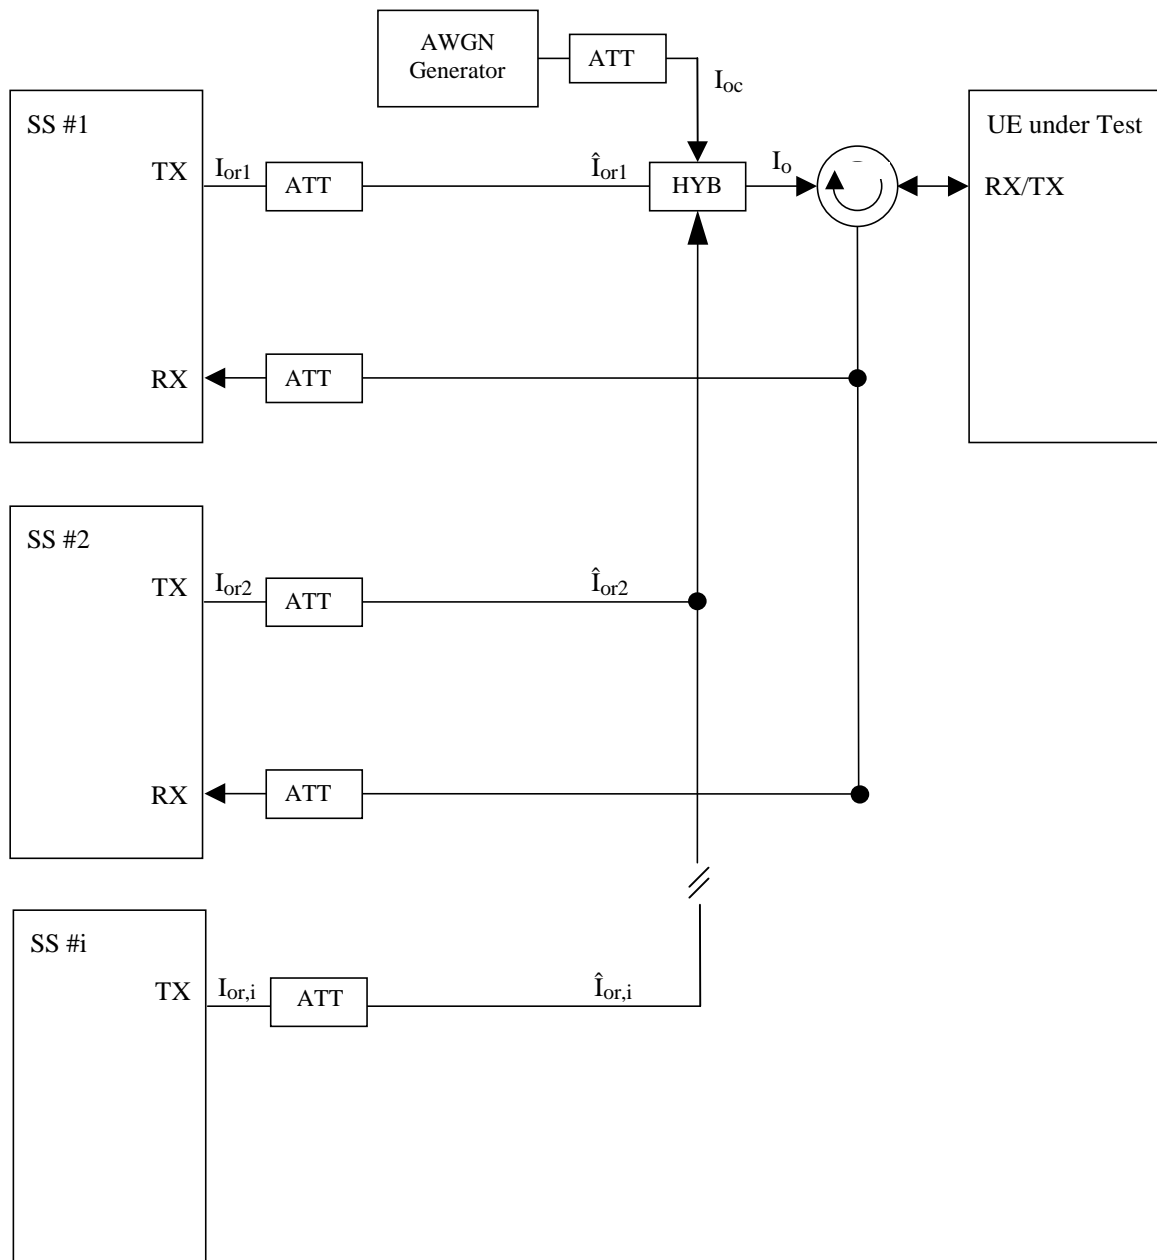 AWGN
Generator
ATT
I_oc
SS #1
UE under Test
TX
I_or1
ATT
Î_or1
HYB
I_o
RX/TX
RX
ATT
SS #2
TX
I_or2
ATT
Î_or2
RX
ATT
SS #i
TX
I_or,i
ATT
Î_or,i